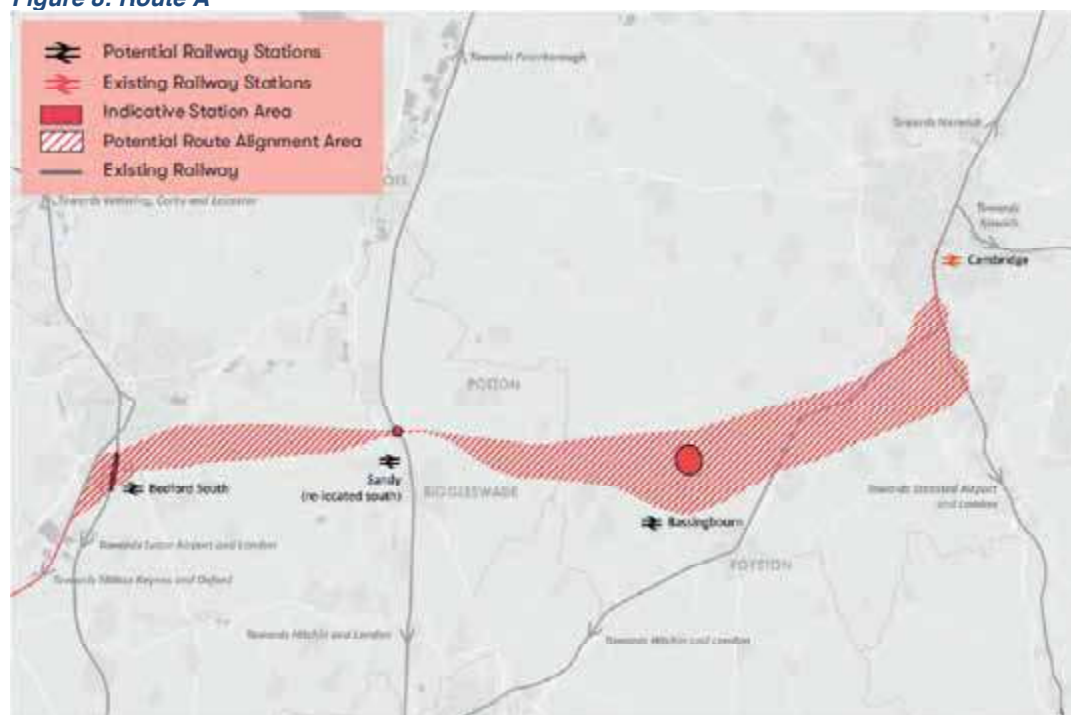 Figure 3: Route A
Potential Railway Stations
Existing Railway Stations
Indicative Station Area
Potential Route Alignment Area
Existing Railway
Towards Peterborough
Towards Norwich
Towards Kettering, Corby and Leicester
Towards Ipswich
Cambridge
POTTON
Sandy
(re-located south)
BIGGLESWADE
Bedford South
Bassingbourn
Towards Stansted Airport
and London
Towards Luton Airport and London
ROYSTON
Towards Milton Keynes and Oxford
Towards Hitchin and London
Towards Hitchin and London